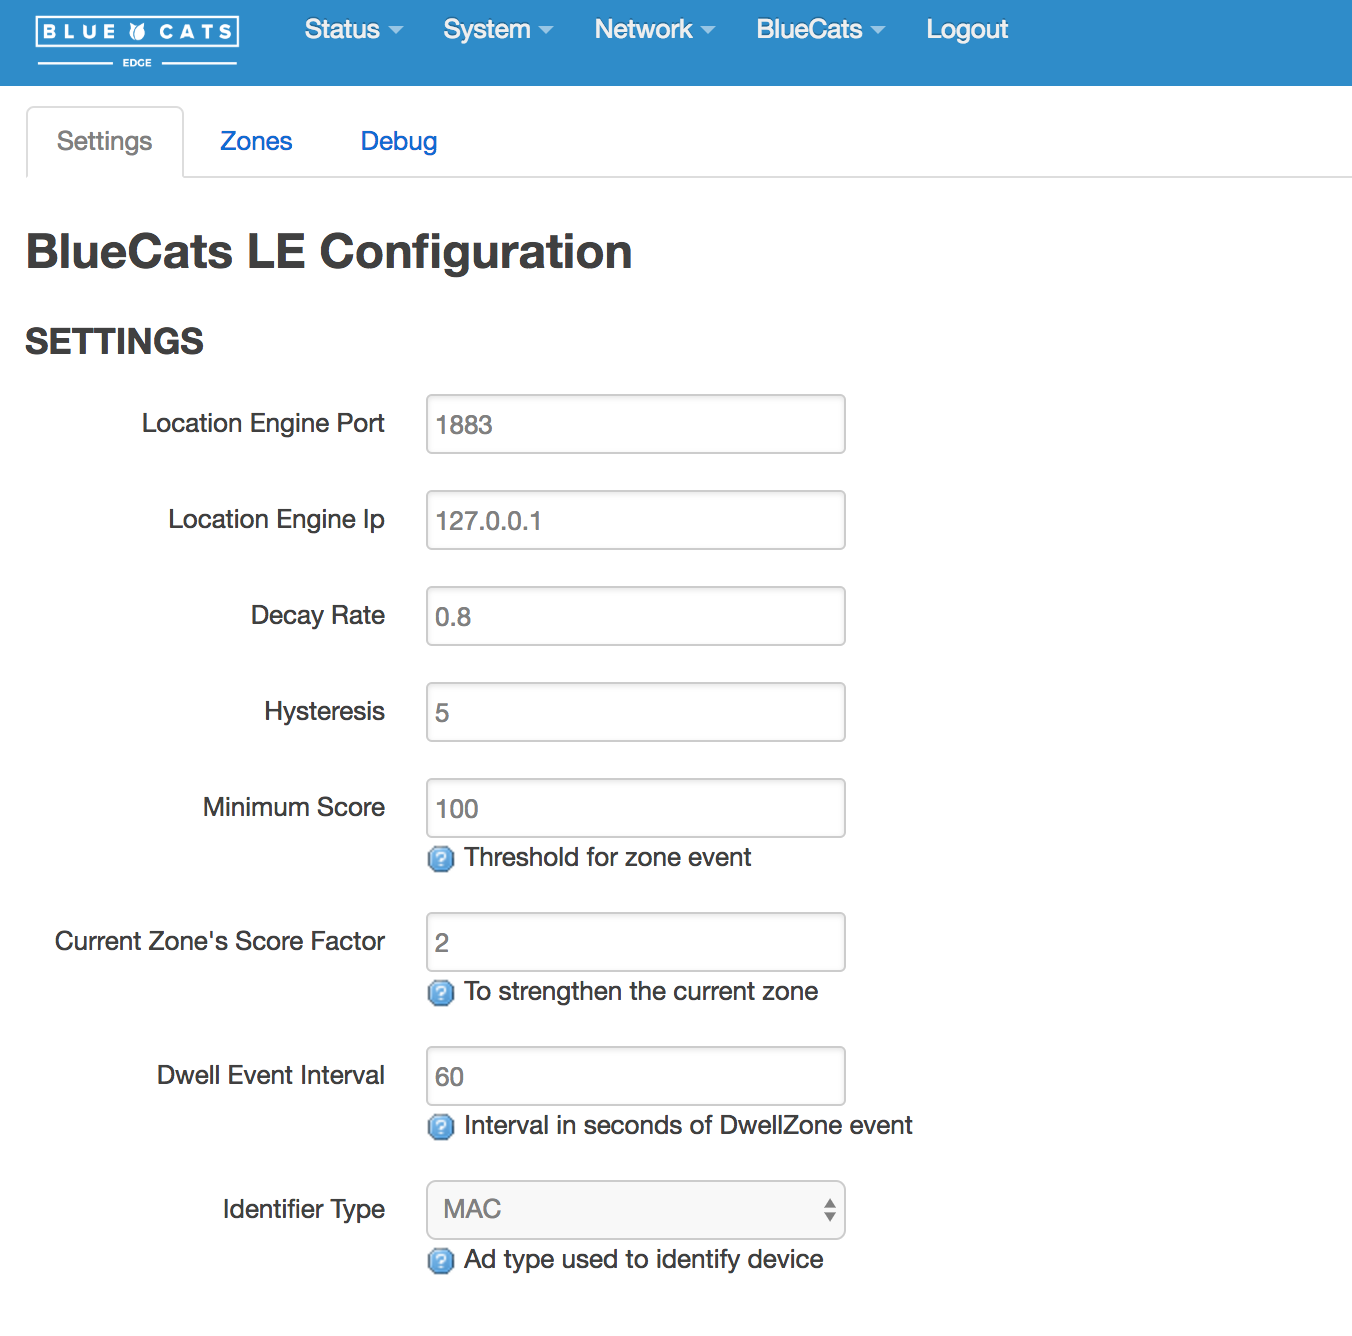 BLUE CATS
EDGE
Status
System
Network
BlueCats
Logout
Settings
Zones
Debug
BlueCats LE Configuration
SETTINGS
Location Engine Port
1883
Location Engine Ip
127.0.0.1
Decay Rate
0.8
Hysteresis
5
Minimum Score
100
Threshold for zone event
Current Zone's Score Factor
2
To strengthen the current zone
Dwell Event Interval
60
Interval in seconds of DwellZone event
Identifier Type
MAC
Ad type used to identify device